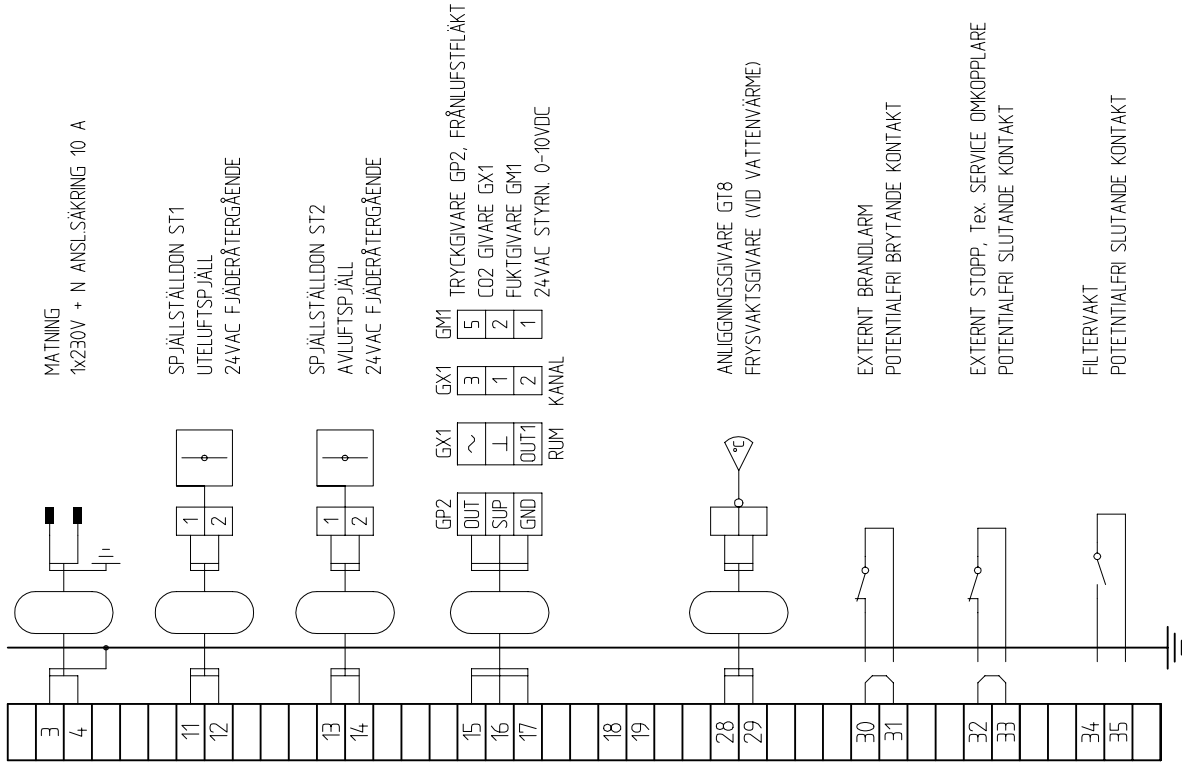 MATNING
1x230V + N ANSL.SÄKRING 10 A
3
4
SPJÄLLSTÄLLDON ST1
UTELUFTSPJÄLL
24VAC FJÄDERÅTERGÅENDE
1
2
11
12
SPJÄLLSTÄLLDON ST2
AVLUFTSPJÄLL
24VAC FJÄDERÅTERGÅENDE
1
2
13
14
GP2 GX1 GX1 GM1
OUT ~ 3 5
SUP ⊥ 1 2
GND OUT1 2 1
RUM KANAL
TRYCKGIVARE GP2, FRÅNLUFSTFLÄKT
CO2 GIVARE GX1
FUKTGIVARE GM1
24VAC STYRN. 0-10VDC
15
16
17
18
19
ANLIGGNINGSGIVARE GT8
FRYSVAKTSGIVARE (VID VATTENVÄRME)
°C
28
29
EXTERNT BRANDLARM
POTENTIALFRI BRYTANDE KONTAKT
30
31
EXTERNT STOPP, Tex. SERVICE OMKOPPLARE
POTENTIALFRI SLUTANDE KONTAKT
32
33
FILTERVAKT
POTETNTIALFRI SLUTANDE KONTAKT
34
35